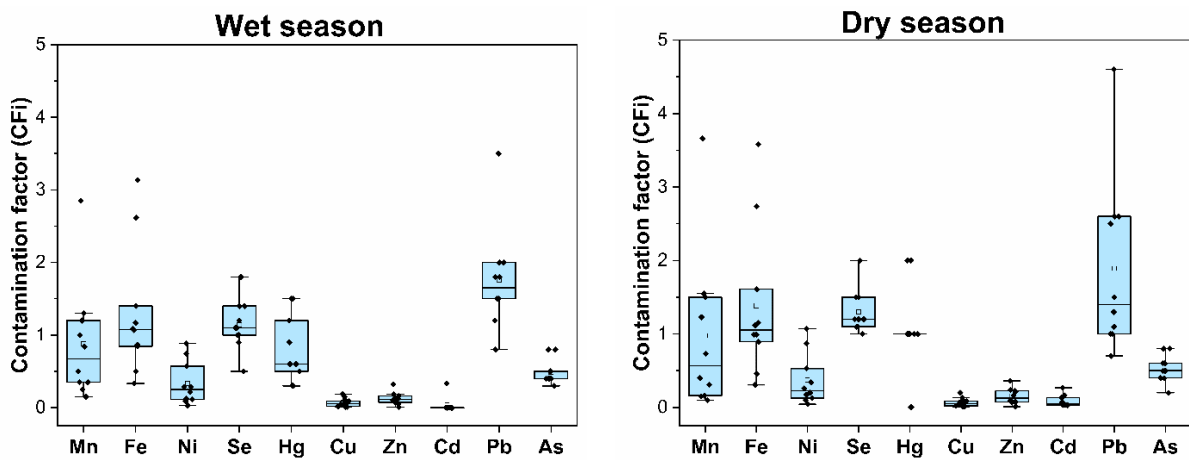 Wet season
Contamination factor (CFi)
5
4
3
2
1
0
Mn Fe Ni Se Hg Cu Zn Cd Pb As
Dry season
Contamination factor (CFi)
5
4
3
2
1
0
Mn Fe Ni Se Hg Cu Zn Cd Pb As